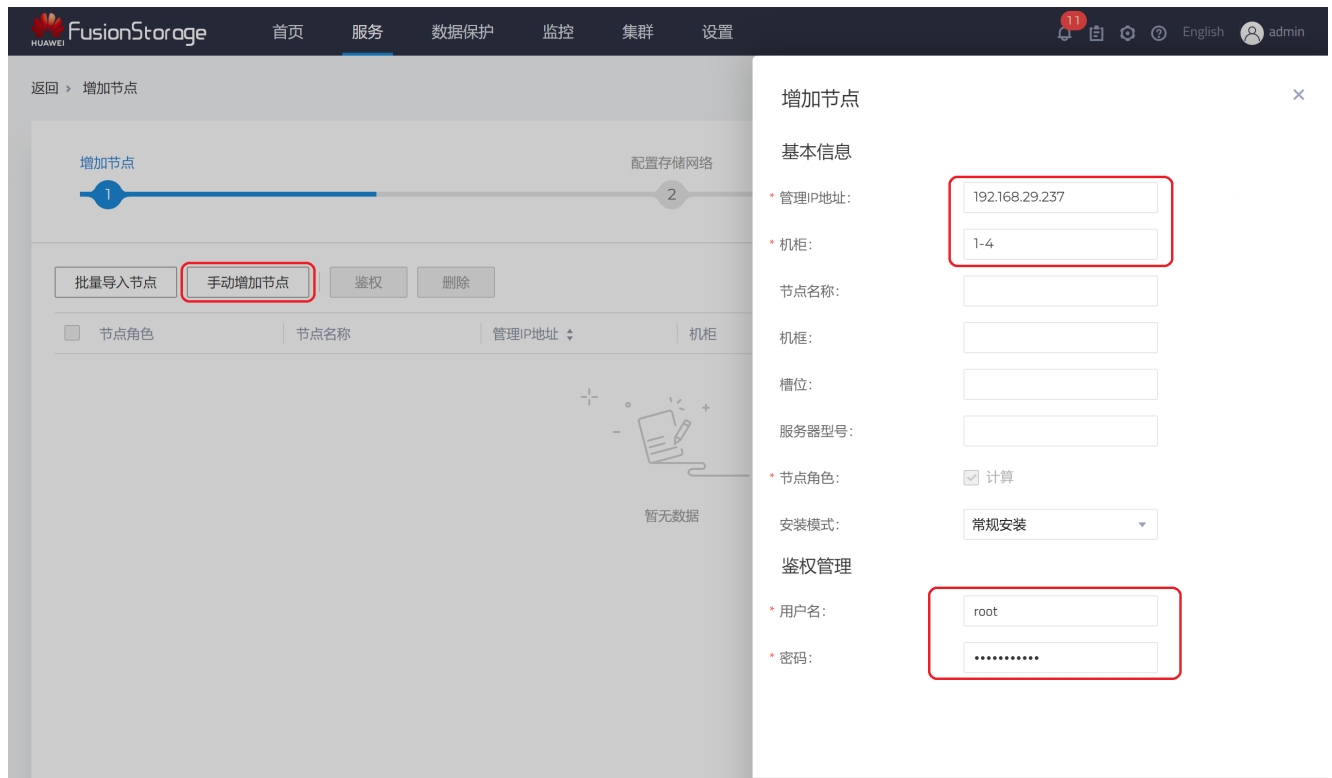 HUAWEI FusionStorage 首页 服务 数据保护 监控 集群 设置 11 English admin
返回 增加节点
增加节点 配置存储网络
1 2
批量导入节点 手动增加节点 鉴权 删除
节点角色 节点名称 管理IP地址 机柜
暂无数据
增加节点
基本信息
* 管理IP地址: 192.168.29.237
* 机柜: 1-4
节点名称:
机框:
槽位:
服务器型号:
* 节点角色: 计算
安装模式: 常规安装
鉴权管理
* 用户名: root
* 密码: •••••••••••